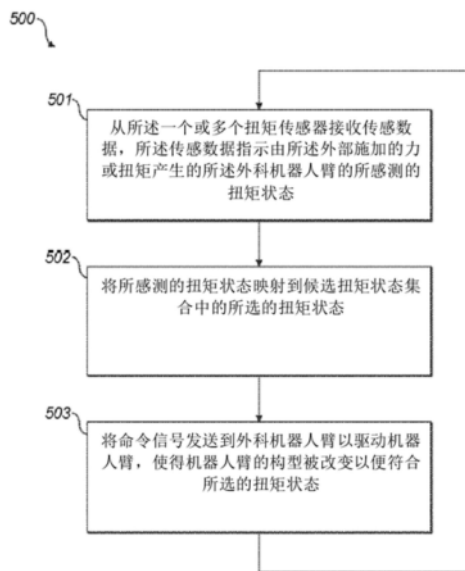 500
501
从所述一个或多个扭矩传感器接收传感数
据，所述传感数据指示由所述外部施加的力
或扭矩产生的所述外科机器人臂的所感测的
扭矩状态
502
将所感测的扭矩状态映射到候选扭矩状态集
合中的所选的扭矩状态
503
将命令信号发送到外科机器人臂以驱动机器
人臂，使得机器人臂的构型被改变以便符合
所选的扭矩状态